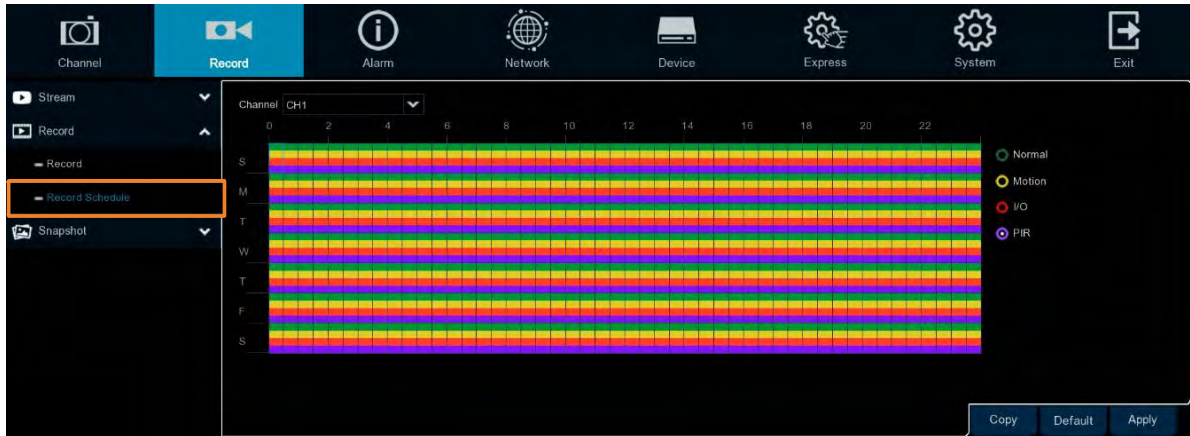 Channel Record Alarm Network Device Express System Exit
Stream
Record
Record
Record Schedule
Snapshot
Channel CH1
0 2 4 6 8 10 12 14 16 18 20 22
S
M
T
W
T
F
S
Normal
Motion
I/O
PIR
Copy Default Apply